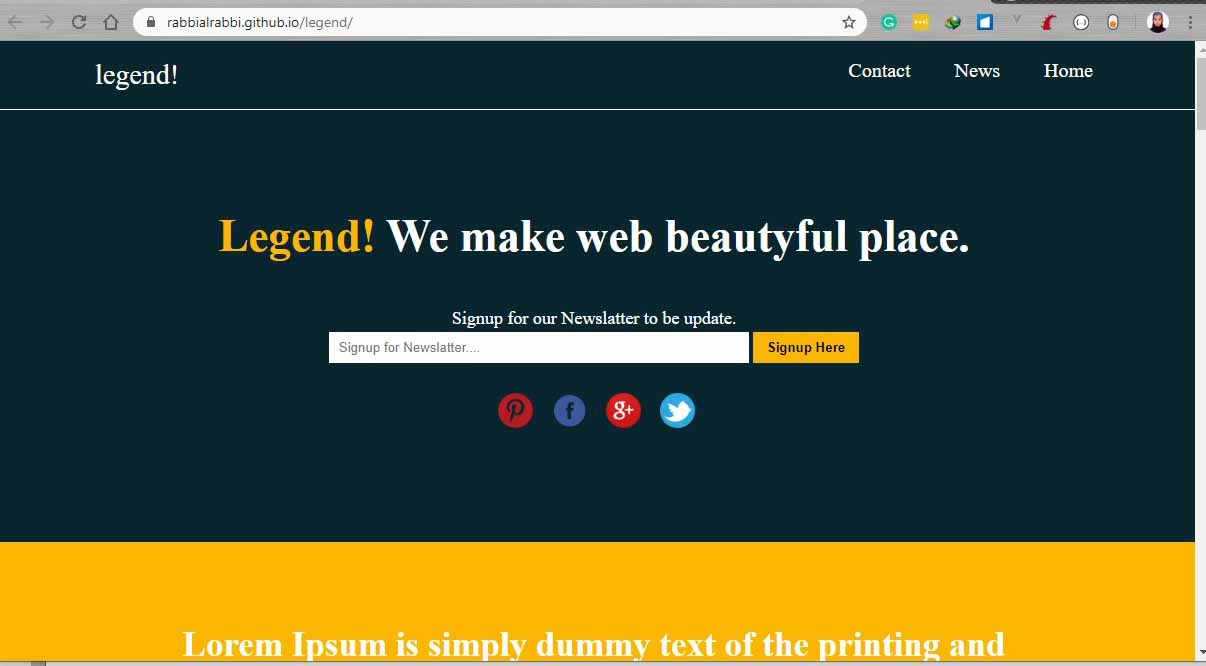 rabbialrabbi.github.io/legend/
legend!
Contact News Home
Legend! We make web beautyful place.
Signup for our Newslatter to be update.
Signup for Newslatter.... Signup Here
Lorem Ipsum is simply dummy text of the printing and